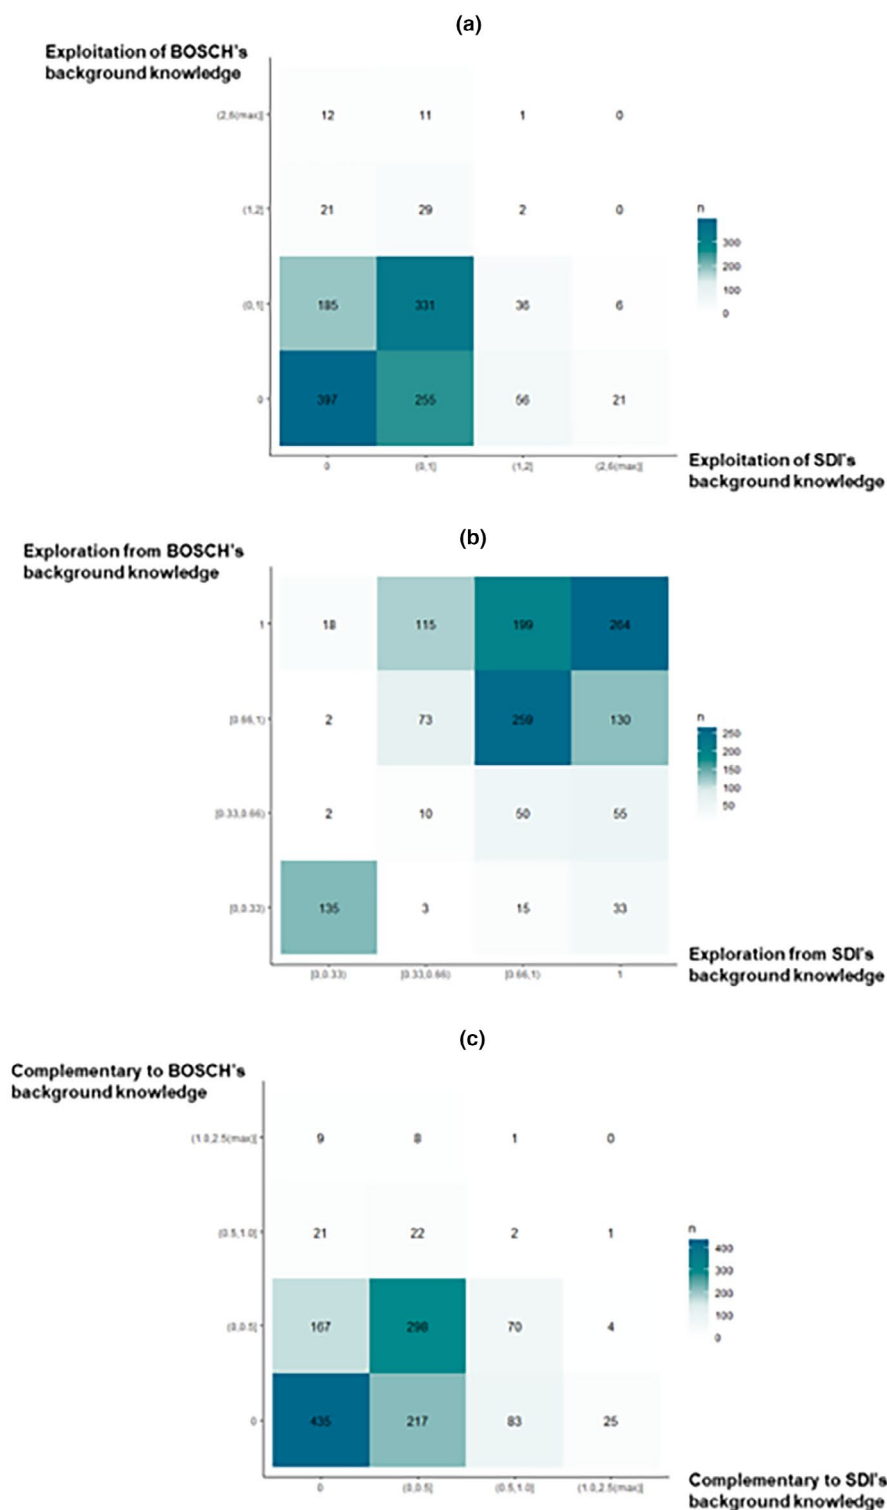 (a)
Exploitation of BOSCH's
background knowledge
(2,6(max)] 12 11 1 0
(1,2] 21 29 2 0
(0,1] 185 331 36 6
0 397 255 56 21
0 (0,1] (1,2] (2,6(max)]
n
300
200
100
0
Exploitation of SDI's
background knowledge
(b)
Exploration from BOSCH's
background knowledge
1 18 115 199 264
[0.66,1) 2 73 259 130
[0.33,0.66) 2 10 50 55
[0,0.33) 135 3 15 33
[0,0.33) [0.33,0.66) [0.66,1) 1
n
250
200
150
100
50
Exploration from SDI's
background knowledge
(c)
Complementary to BOSCH's
background knowledge
(1.0,2.5(max)] 9 8 1 0
(0.5,1.0] 21 22 2 1
(0,0.5] 167 298 70 4
0 435 217 83 25
0 (0,0.5] (0.5,1.0] (1.0,2.5(max)]
n
400
300
200
100
0
Complementary to SDI's
background knowledge